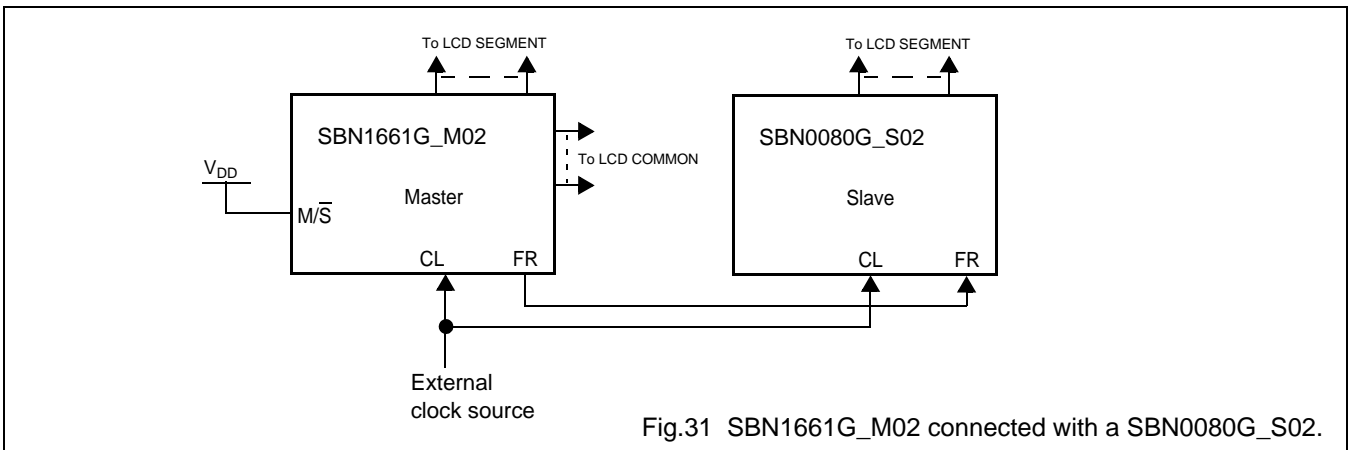 To LCD SEGMENT
To LCD SEGMENT
SBN1661G_M02
SBN0080G_S02
To LCD COMMON
VDD
Master
Slave
M/S̅
CL FR
CL FR
External
clock source
Fig.31 SBN1661G_M02 connected with a SBN0080G_S02.